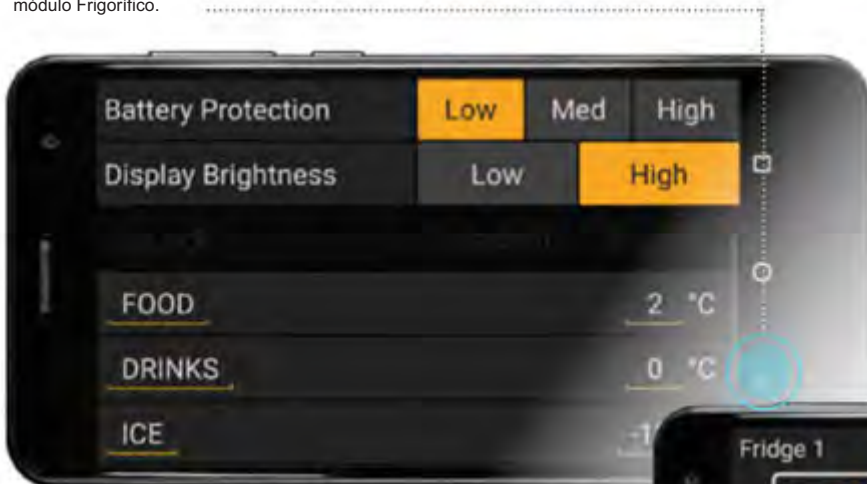 módulo Frigorífico.
Battery Protection Low Med High
Display Brightness Low High
FOOD 2 °C
DRINKS 0 °C
ICE
Fridge 1